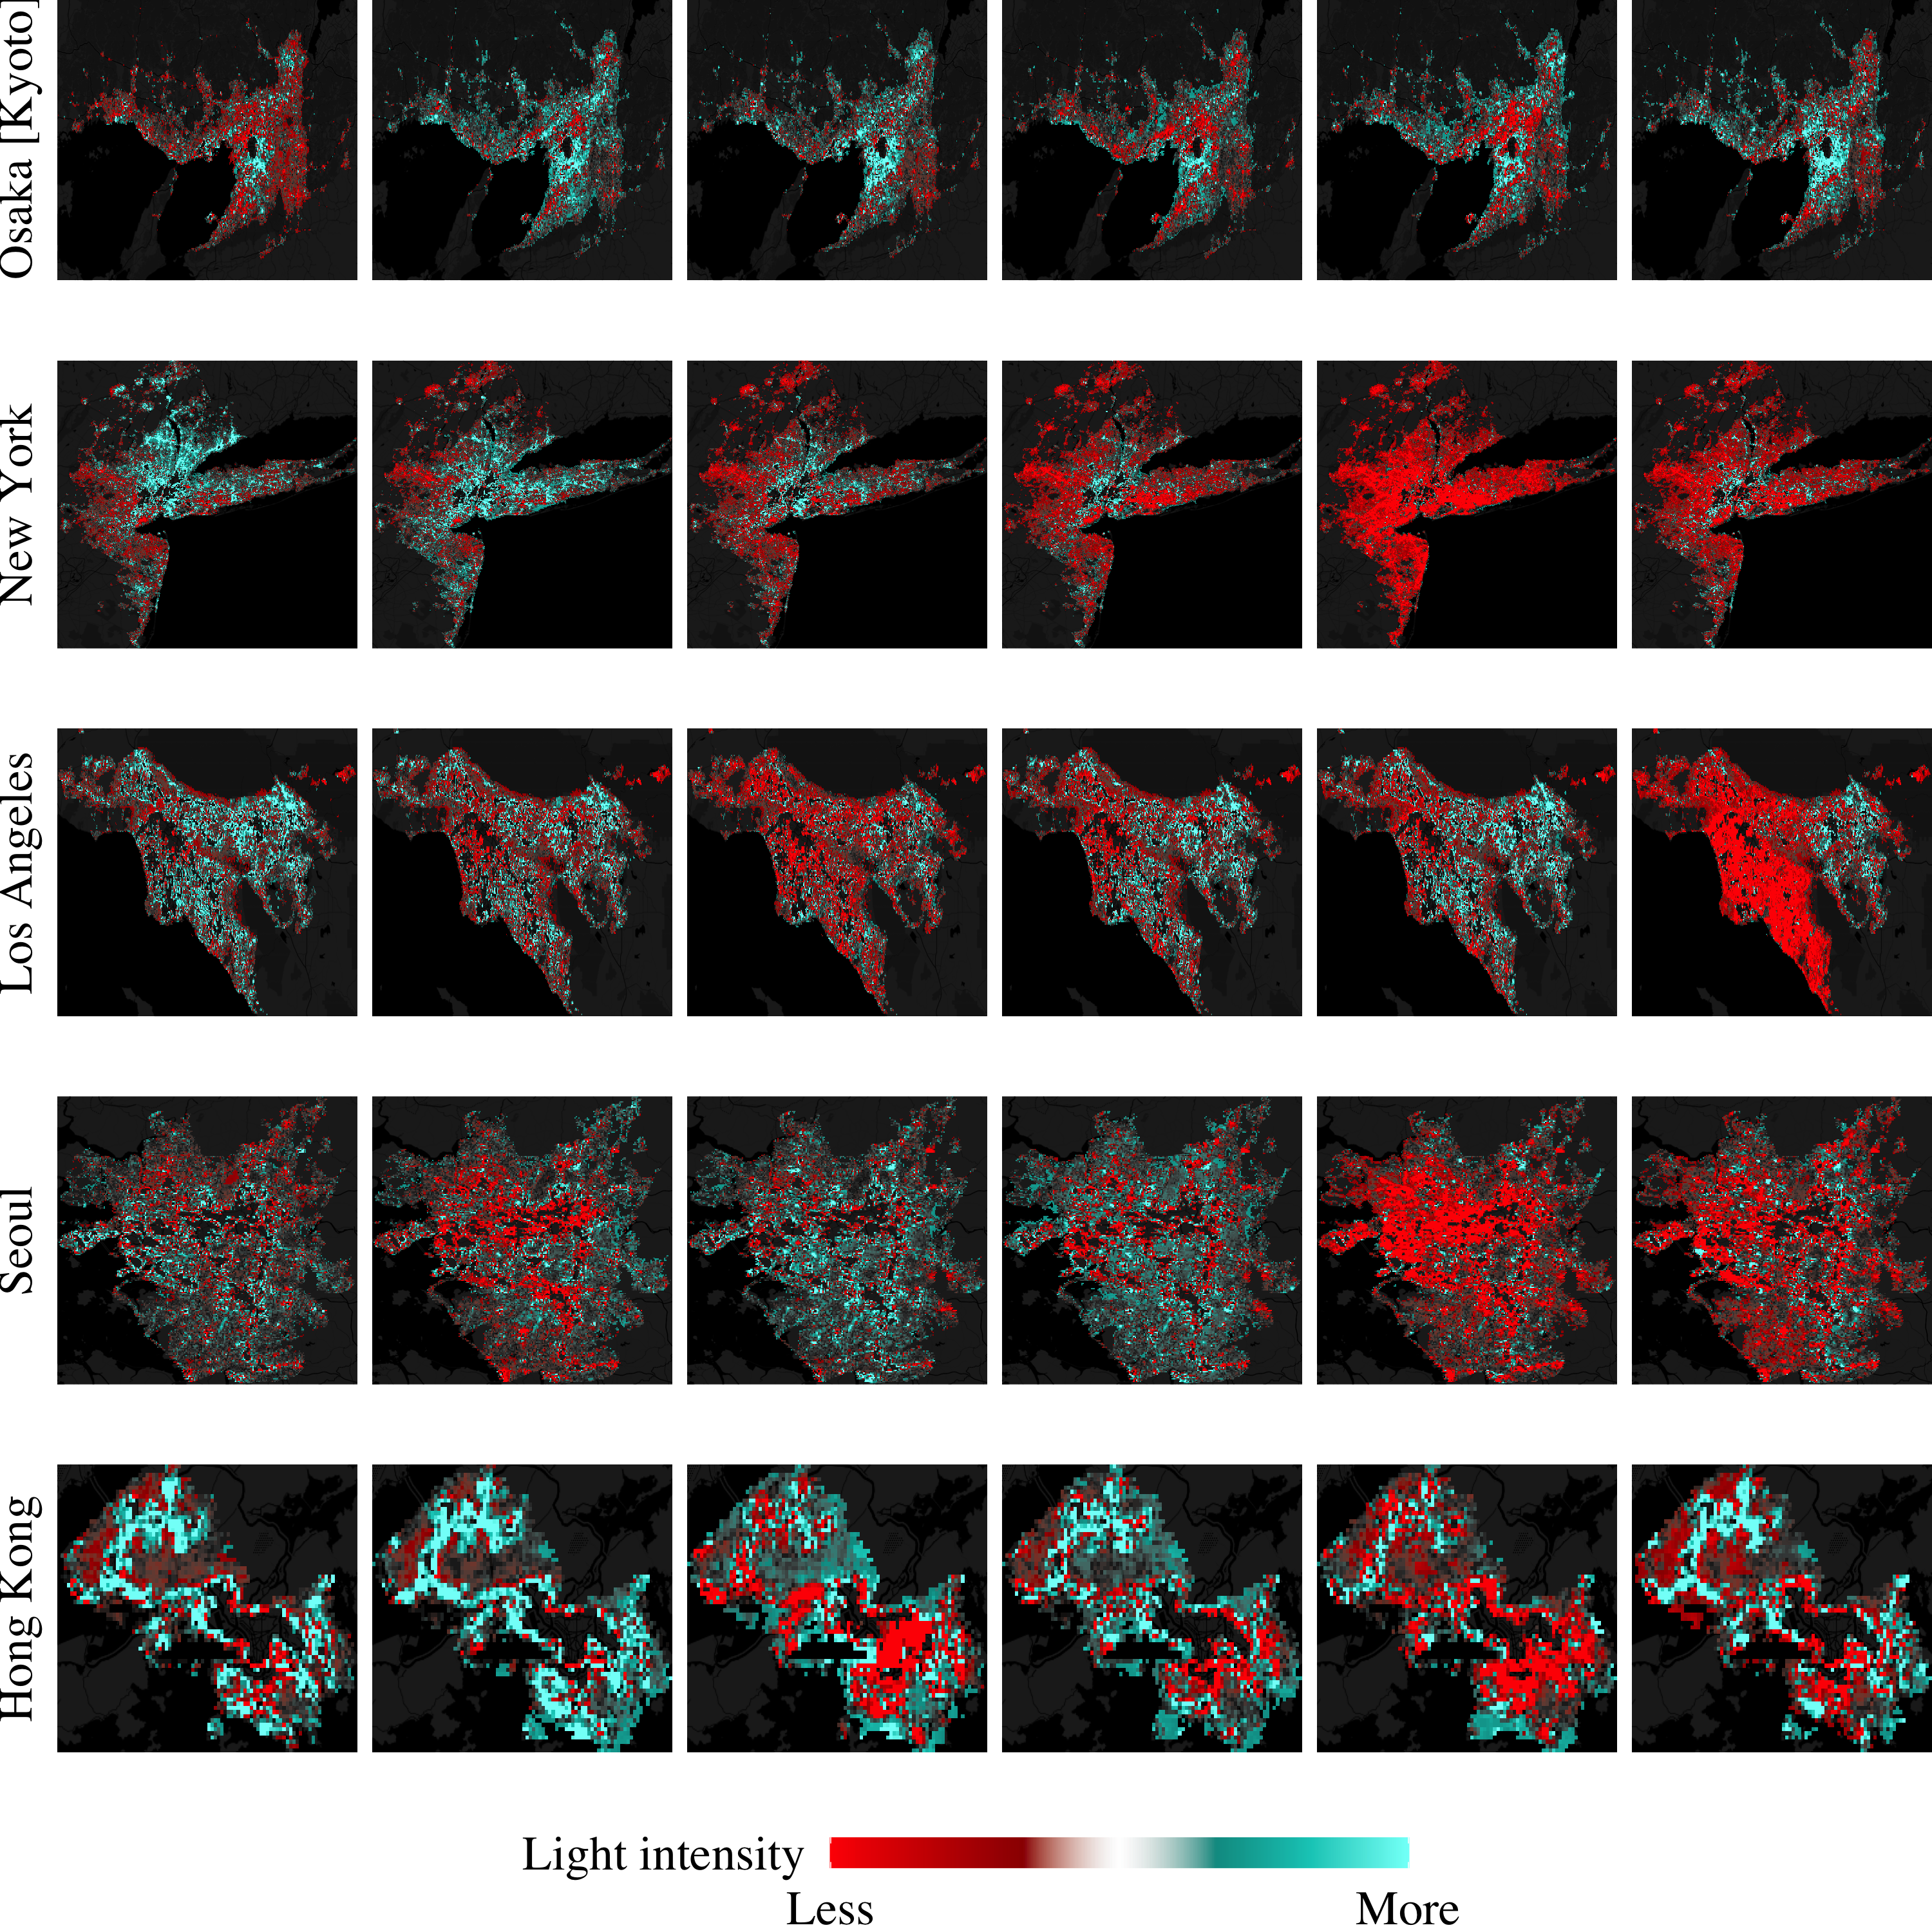 Osaka [Kyoto]
New York
Los Angeles
Seoul
Hong Kong
Light intensity
Less
More